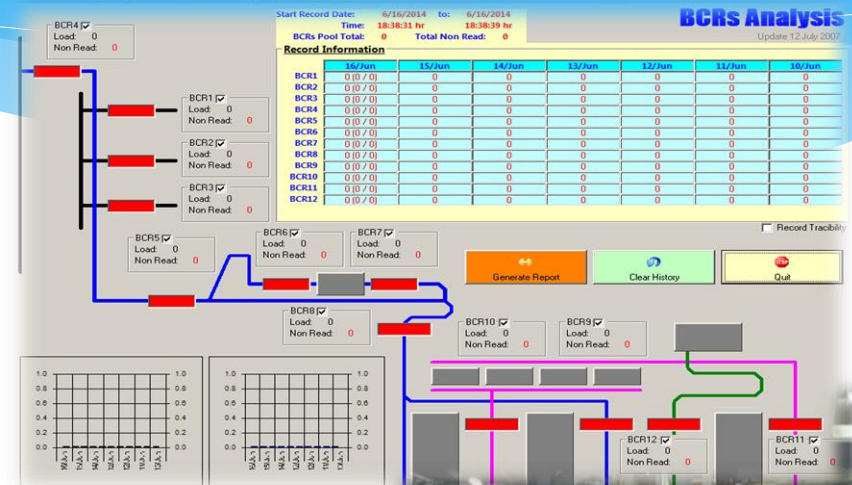 BCRs Analysis
Update 12 July 2007
Start Record Date: 6/16/2014 to: 6/16/2014
Time: 18:38:31 hr 18:38:39 hr
BCRs Pool Total: 0 Total Non Read: 0
Record Information
16/Jun 15/Jun 14/Jun 13/Jun 12/Jun 11/Jun 10/Jun
BCR1 0 (0 / 0) 0 0 0 0 0 0
BCR2 0 (0 / 0) 0 0 0 0 0 0
BCR3 0 (0 / 0) 0 0 0 0 0 0
BCR4 0 (0 / 0) 0 0 0 0 0 0
BCR5 0 (0 / 0) 0 0 0 0 0 0
BCR6 0 (0 / 0) 0 0 0 0 0 0
BCR7 0 (0 / 0) 0 0 0 0 0 0
BCR8 0 (0 / 0) 0 0 0 0 0 0
BCR9 0 (0 / 0) 0 0 0 0 0 0
BCR10 0 (0 / 0) 0 0 0 0 0 0
BCR11 0 (0 / 0) 0 0 0 0 0 0
BCR12 0 (0 / 0) 0 0 0 0 0 0
Record Tracibility
Generate Report
Clear History
STOP
Quit
BCR4
Load: 0
Non Read: 0
BCR1
Load: 0
Non Read: 0
BCR2
Load: 0
Non Read: 0
BCR3
Load: 0
Non Read: 0
BCR5
Load: 0
Non Read: 0
BCR6
Load: 0
Non Read: 0
BCR7
Load: 0
Non Read: 0
BCR8
Load: 0
Non Read: 0
BCR10
Load: 0
Non Read: 0
BCR9
Load: 0
Non Read: 0
BCR12
Load: 0
Non Read: 0
BCR11
Load: 0
Non Read: 0
1.0 1.0
0.8 0.8
0.6 0.6
0.4 0.4
0.2 0.2
0.0 0.0
1.0 1.0
0.8 0.8
0.6 0.6
0.4 0.4
0.2 0.2
0.0 0.0